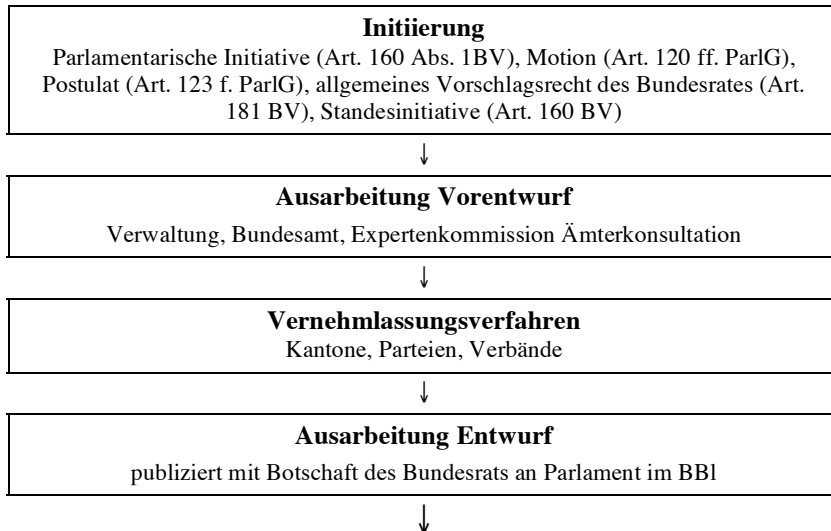 Initiierung
Parlamentarische Initiative (Art. 160 Abs. 1BV), Motion (Art. 120 ff. ParlG),
Postulat (Art. 123 f. ParlG), allgemeines Vorschlagsrecht des Bundesrates (Art.
181 BV), Standesinitiative (Art. 160 BV)
↓
Ausarbeitung Vorentwurf
Verwaltung, Bundesamt, Expertenkommission Ämterkonsultation
↓
Vernehmlassungsverfahren
Kantone, Parteien, Verbände
↓
Ausarbeitung Entwurf
publiziert mit Botschaft des Bundesrats an Parlament im BBl
↓